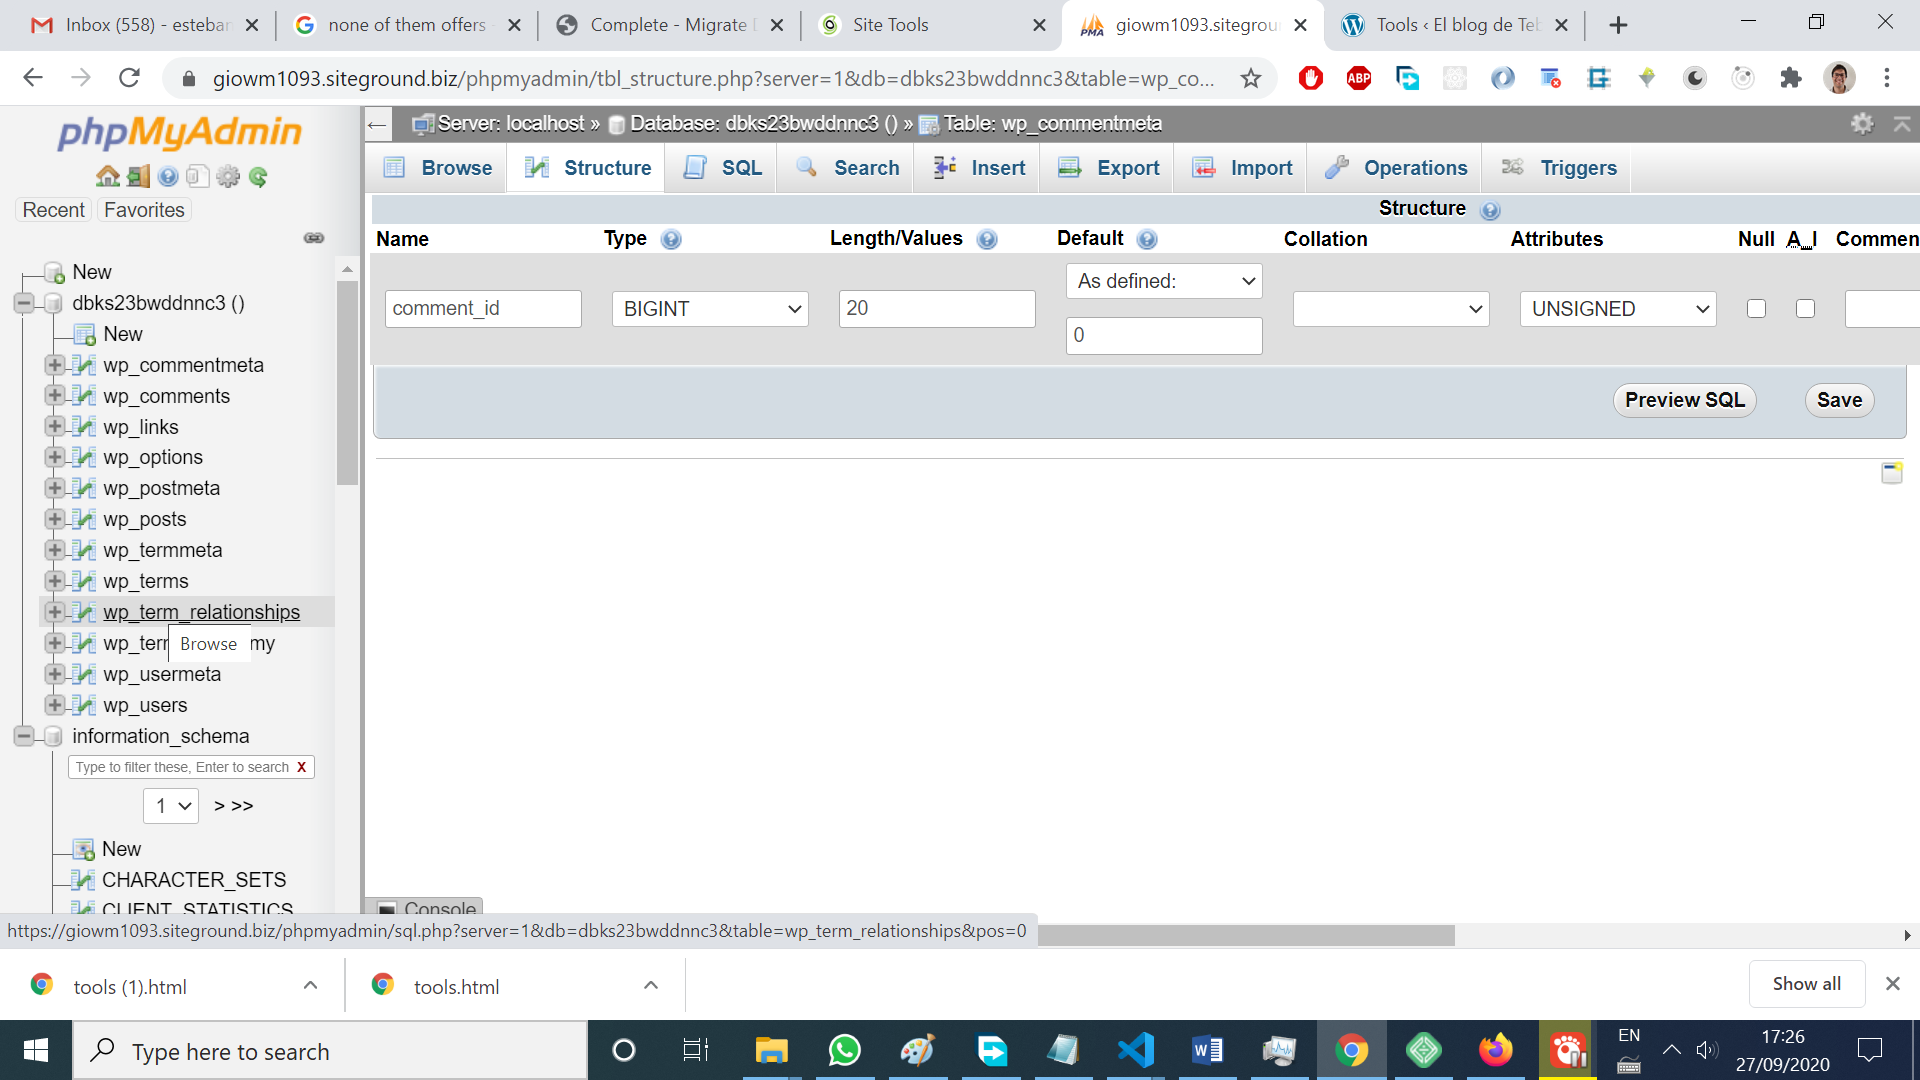 Inbox (558) - esteban
none of them offers
Complete - Migrate D
Site Tools
giowm1093.sitegroun
Tools ‹ El blog de Teb
giowm1093.siteground.biz/phpmyadmin/tbl_structure.php?server=1&db=dbks23bwddnnc3&table=wp_co...
ABP
phpMyAdmin
Recent
Favorites
New
dbks23bwddnnc3 ()
New
wp_commentmeta
wp_comments
wp_links
wp_options
wp_postmeta
wp_posts
wp_termmeta
wp_terms
wp_term_relationships
wp_terr
my
Browse
wp_usermeta
wp_users
information_schema
Type to filter these, Enter to search X
1 > >>
New
CHARACTER_SETS
CLIENT_STATISTICS
Server: localhost » Database: dbks23bwddnnc3 () » Table: wp_commentmeta
Browse Structure SQL Search Insert Export Import Operations Triggers
Structure
Name Type Length/Values Default Collation Attributes Null A_I Commen
As defined:
comment_id BIGINT 20 UNSIGNED
0
Preview SQL Save
Console
https://giowm1093.siteground.biz/phpmyadmin/sql.php?server=1&db=dbks23bwddnnc3&table=wp_term_relationships&pos=0
tools (1).html
tools.html
Show all
Type here to search
EN
17:26
27/09/2020